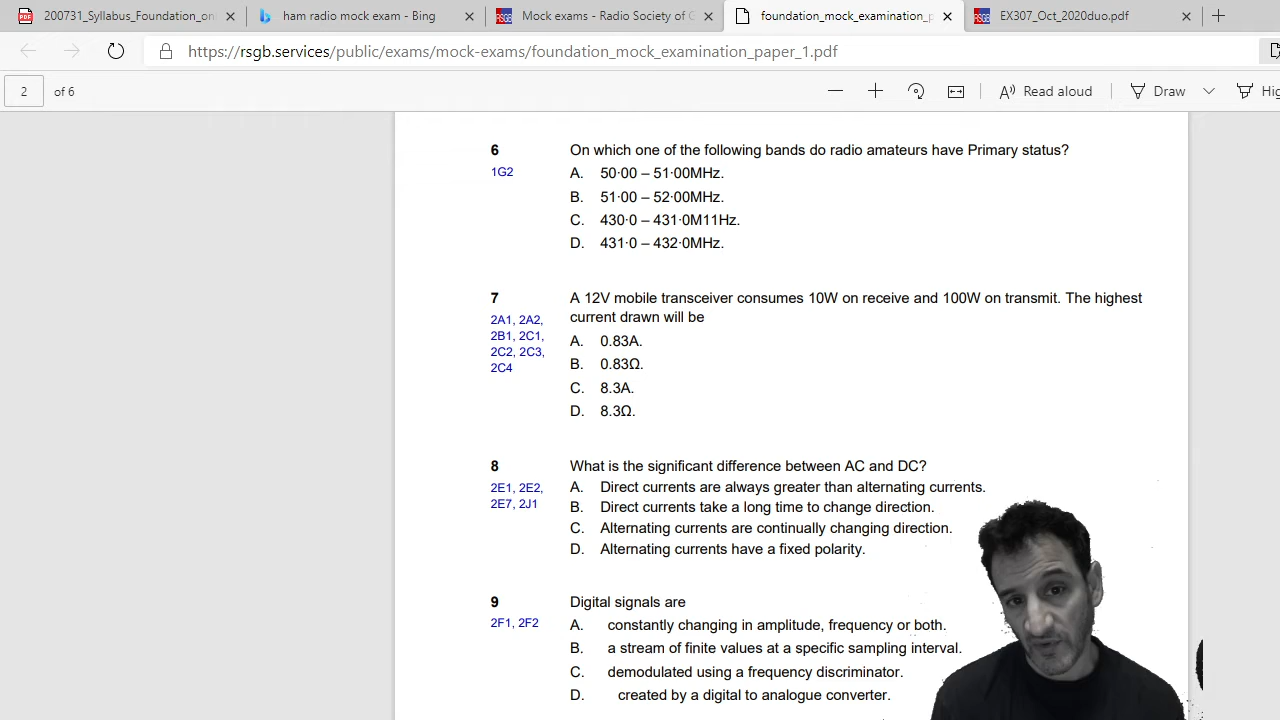 200731_Syllabus_Foundation_on
ham radio mock exam - Bing
Mock exams - Radio Society of G
foundation_mock_examination_p
EX307_Oct_2020duo.pdf
https://rsgb.services/public/exams/mock-exams/foundation_mock_examination_paper_1.pdf
2 of 6
Read aloud
Draw
Hig
6 On which one of the following bands do radio amateurs have Primary status?
1G2 A. 50·00 – 51·00MHz.
B. 51·00 – 52·00MHz.
C. 430·0 – 431·0M11Hz.
D. 431·0 – 432·0MHz.
7 A 12V mobile transceiver consumes 10W on receive and 100W on transmit. The highest
2A1, 2A2, current drawn will be
2B1, 2C1, A. 0.83A.
2C2, 2C3, B. 0.83Ω.
2C4
C. 8.3A.
D. 8.3Ω.
8 What is the significant difference between AC and DC?
2E1, 2E2, A. Direct currents are always greater than alternating currents.
2E7, 2J1 B. Direct currents take a long time to change direction.
C. Alternating currents are continually changing direction.
D. Alternating currents have a fixed polarity.
9 Digital signals are
2F1, 2F2 A. constantly changing in amplitude, frequency or both.
B. a stream of finite values at a specific sampling interval.
C. demodulated using a frequency discriminator.
D. created by a digital to analogue converter.